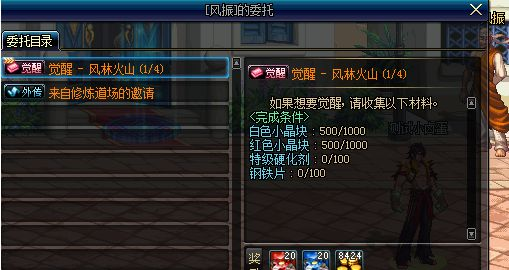 [风振]的委托
振
委托目录
觉醒 觉醒 - 风林火山 (1/4)
外传 来自修炼道场的邀请
觉醒 觉醒 - 风林火山 (1/4)
如果想要觉醒，请收集以下材料。
<完成条件>
白色小晶块 : 500/1000
红色小晶块 : 500/1000
特级硬化剂 : 0/100
钢铁片 : 0/100
奖
20
20
8424